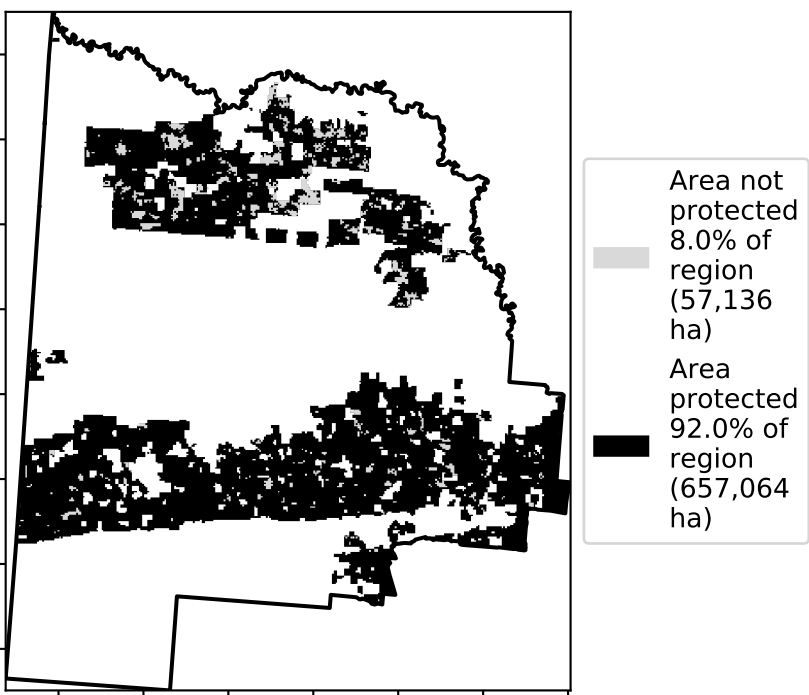 Area not
protected
8.0% of
region
(57,136
ha)
Area
protected
92.0% of
region
(657,064
ha)